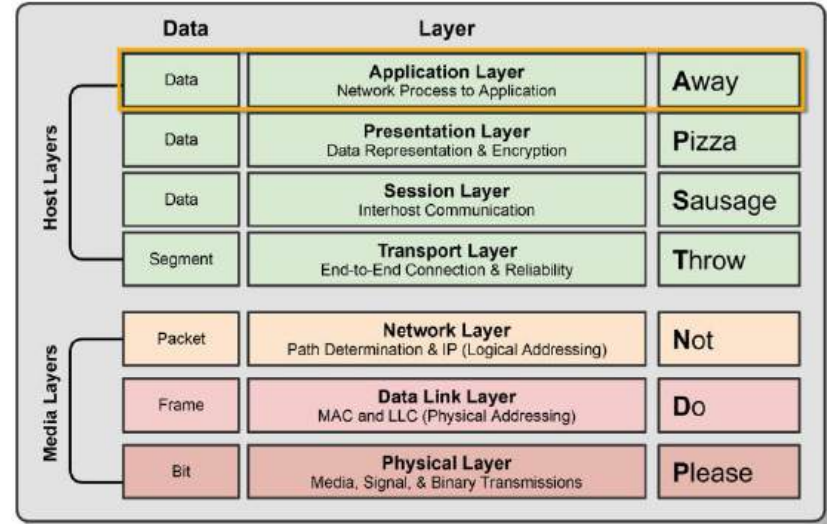 Data Layer
Host Layers
Data
Application Layer
Network Process to Application
Away
Data
Presentation Layer
Data Representation & Encryption
Pizza
Data
Session Layer
Interhost Communication
Sausage
Segment
Transport Layer
End-to-End Connection & Reliability
Throw
Media Layers
Packet
Network Layer
Path Determination & IP (Logical Addressing)
Not
Frame
Data Link Layer
MAC and LLC (Physical Addressing)
Do
Bit
Physical Layer
Media, Signal, & Binary Transmissions
Please